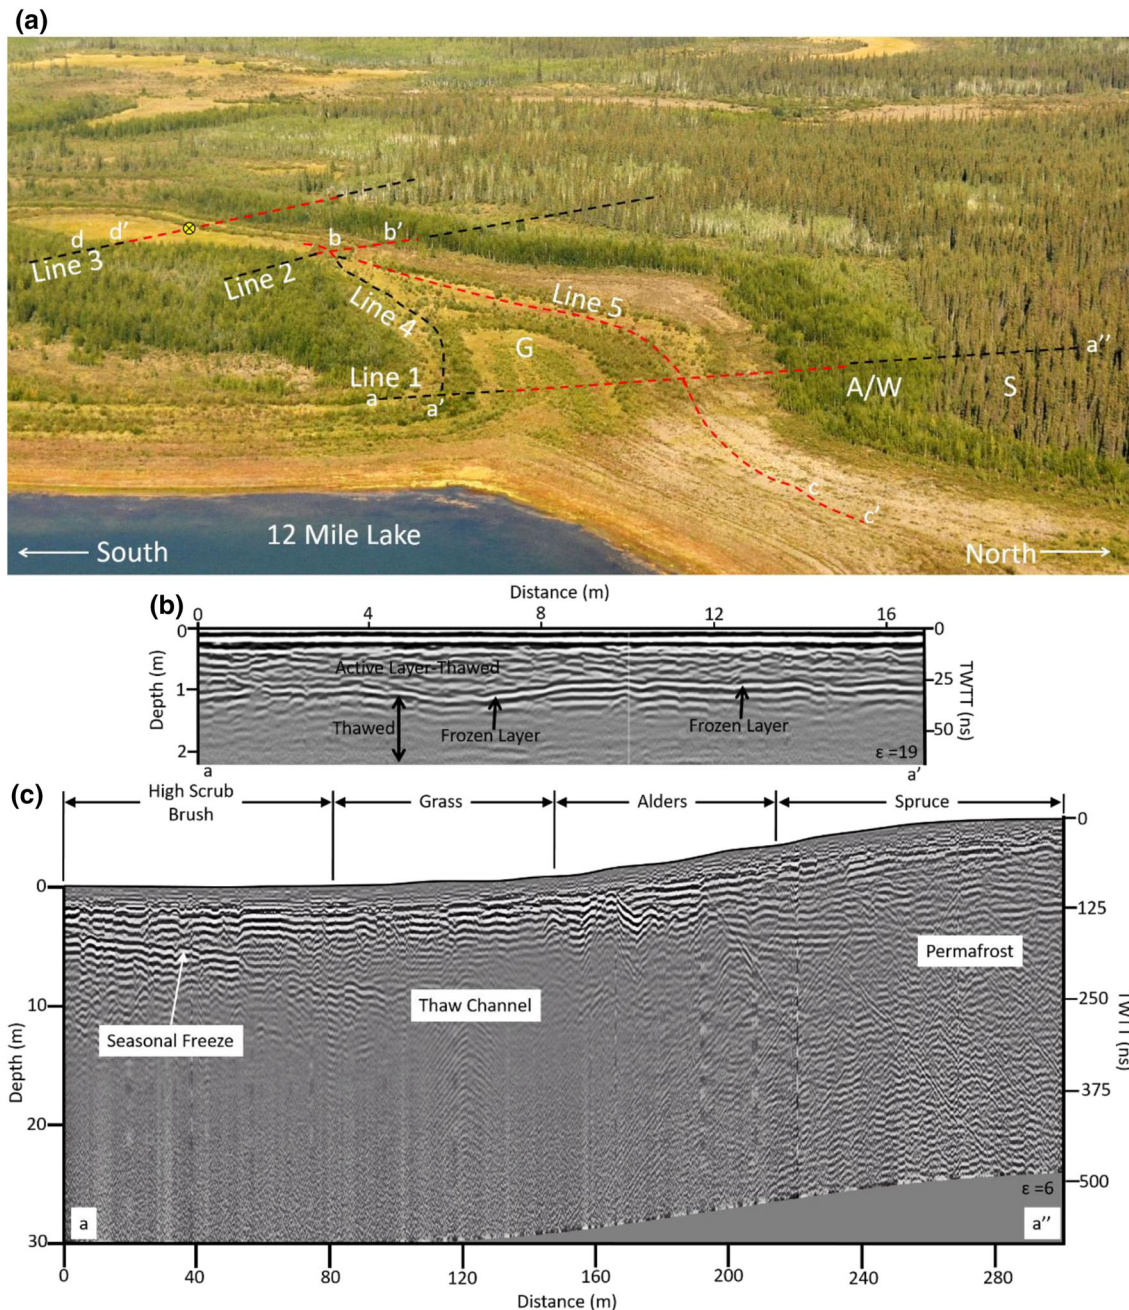 (a)
d
d'
b
b'
Line 3
Line 2
Line 4
Line 5
G
Line 1
a
a'
A/W
S
a''
c
c'
12 Mile Lake
South
North
(b)
Distance (m)
0
4
8
12
16
0
1
2
Depth (m)
Active Layer-Thawed
Thawed
Frozen Layer
Frozen Layer
ε =19
0
25
50
TWTT (ns)
a
a'
(c)
High Scrub
Brush
Grass
Alders
Spruce
0
10
20
30
Depth (m)
Seasonal Freeze
Thaw Channel
Permafrost
0
125
250
375
500
TWTT (ns)
ε =6
a
a''
0
40
80
120
160
200
240
280
Distance (m)